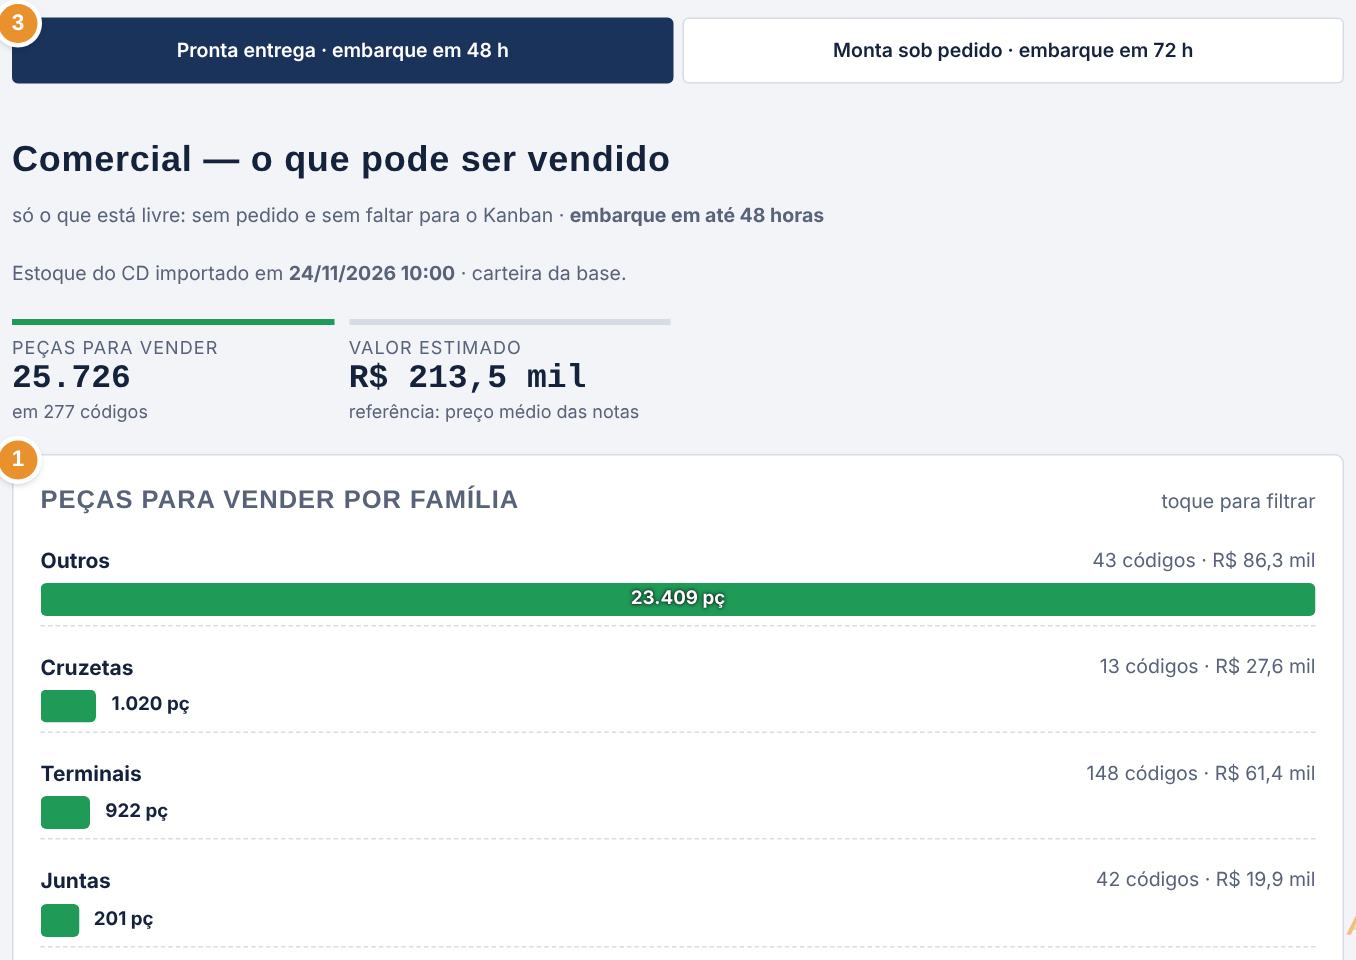 3
Pronta entrega · embarque em 48 h
Monta sob pedido · embarque em 72 h
Comercial — o que pode ser vendido
só o que está livre: sem pedido e sem faltar para o Kanban · embarque em até 48 horas
Estoque do CD importado em 24/11/2026 10:00 · carteira da base.
PEÇAS PARA VENDER
25.726
em 277 códigos
VALOR ESTIMADO
R$ 213,5 mil
referência: preço médio das notas
1
PEÇAS PARA VENDER POR FAMÍLIA
toque para filtrar
Outros
43 códigos · R$ 86,3 mil
23.409 pç
Cruzetas
13 códigos · R$ 27,6 mil
1.020 pç
Terminais
148 códigos · R$ 61,4 mil
922 pç
Juntas
42 códigos · R$ 19,9 mil
201 pç